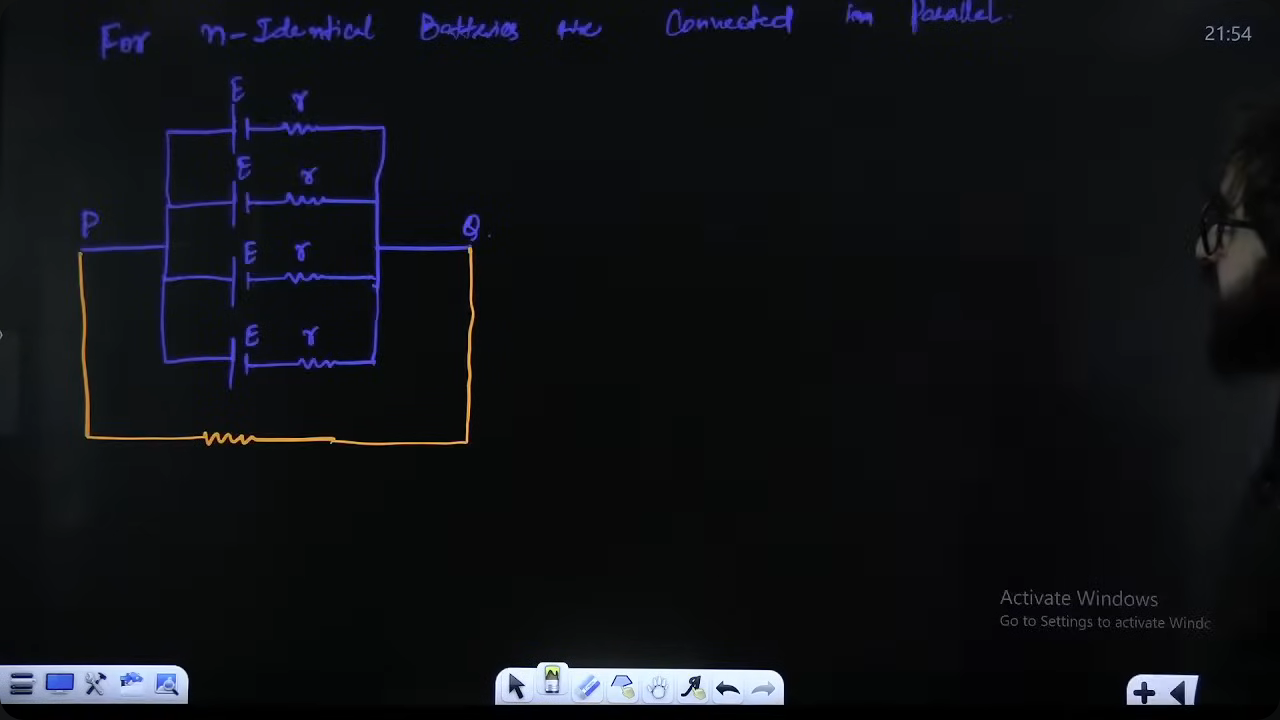 For n-Identical Batteries are Connected in Parallel.
21:54
E r
E r
P Q.
E r
E r
Activate Windows
Go to Settings to activate Windc